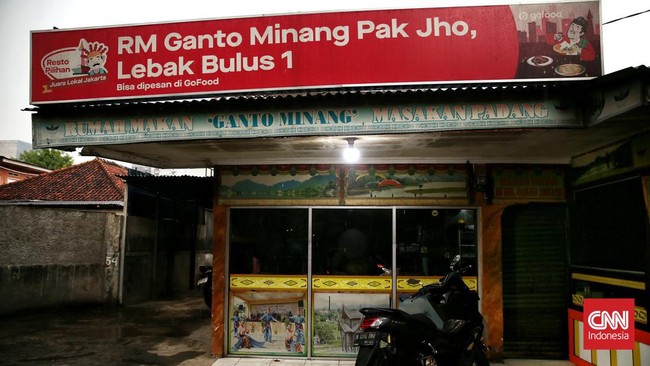 gofood
Resto Pilihan
Juara Lokal Jakarta
RM Ganto Minang Pak Jho,
Lebak Bulus 1
Bisa dipesan di GoFood
RUMAH MAKAN "GANTO MINANG" MASAKAN PADANG
54
CNN
Indonesia